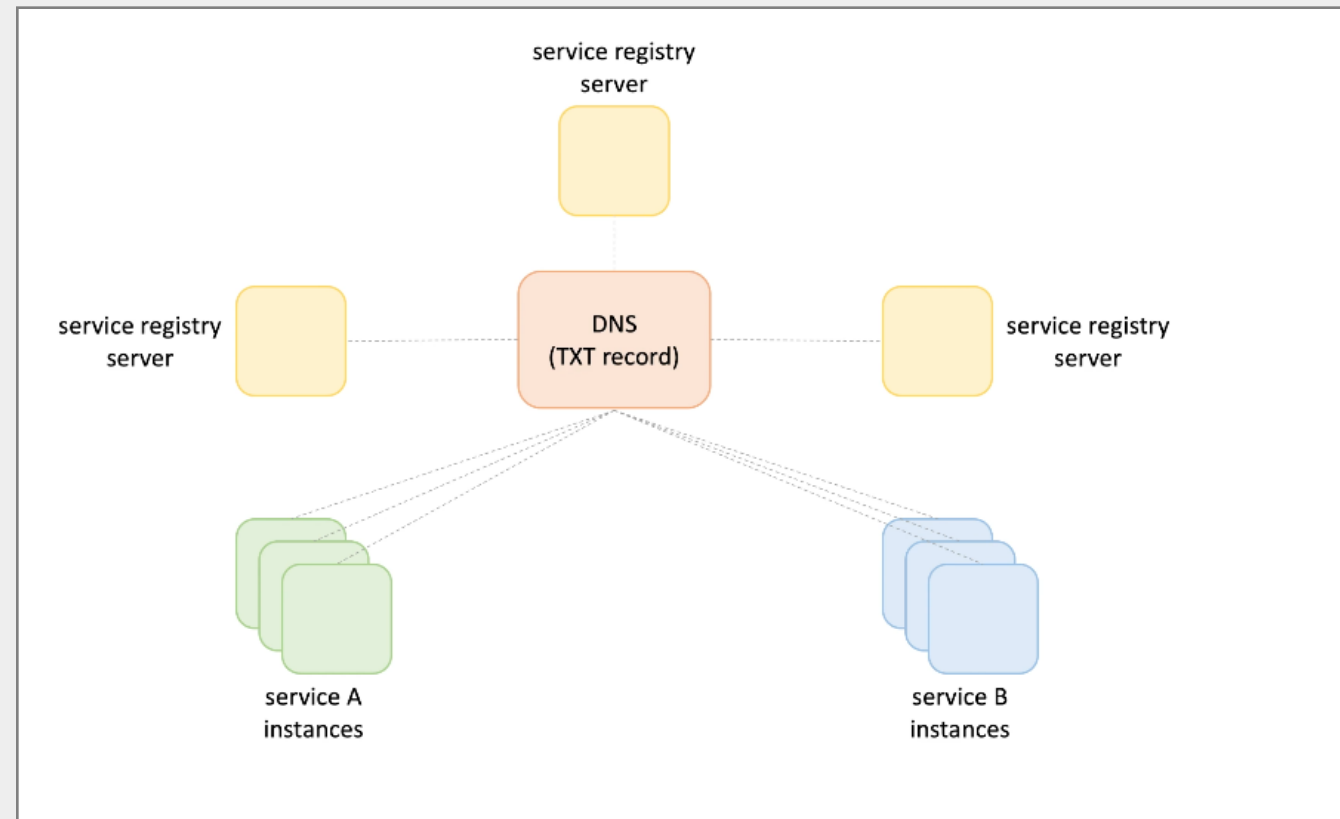 service registry
server
DNS
(TXT record)
service registry
server
service registry
server
service A
instances
service B
instances